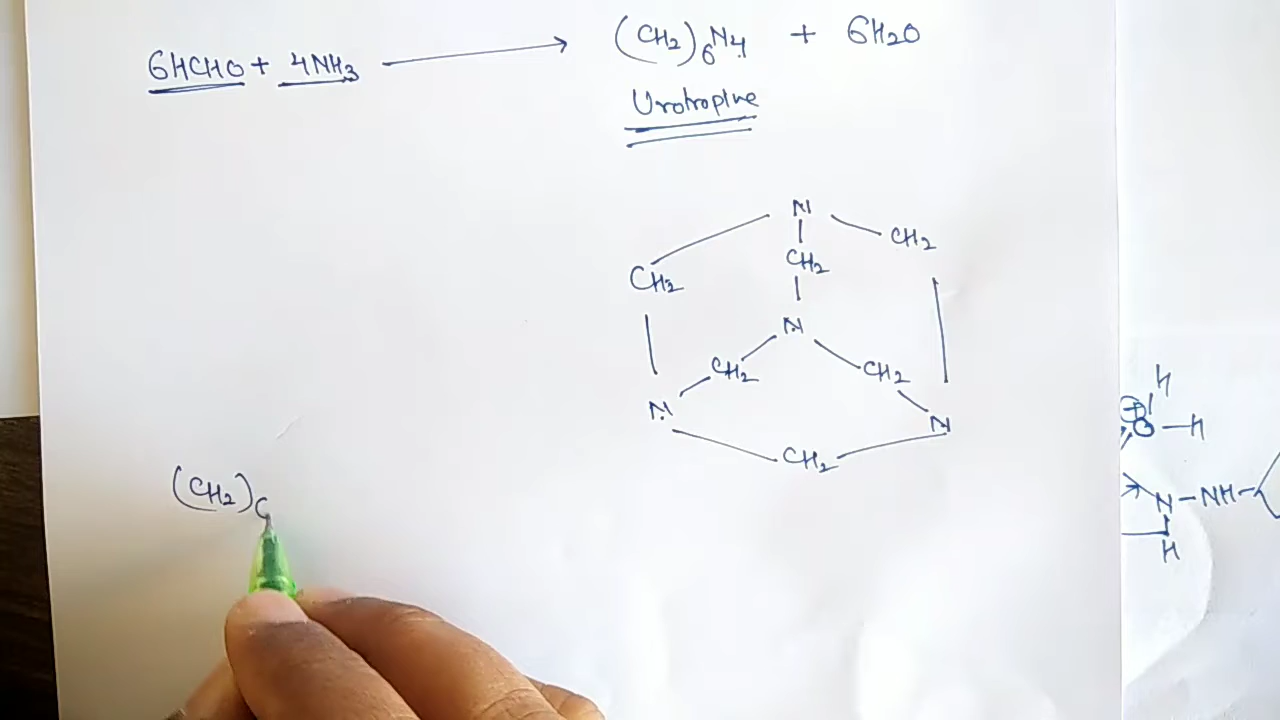 6HCHO + 4NH3 → (CH2)6N4 + 6H2O
Urotropine
N
CH2 CH2 CH2
N
CH2 CH2
N N
CH2
(CH2)6
H
⊕
O—H
N—NH—
H